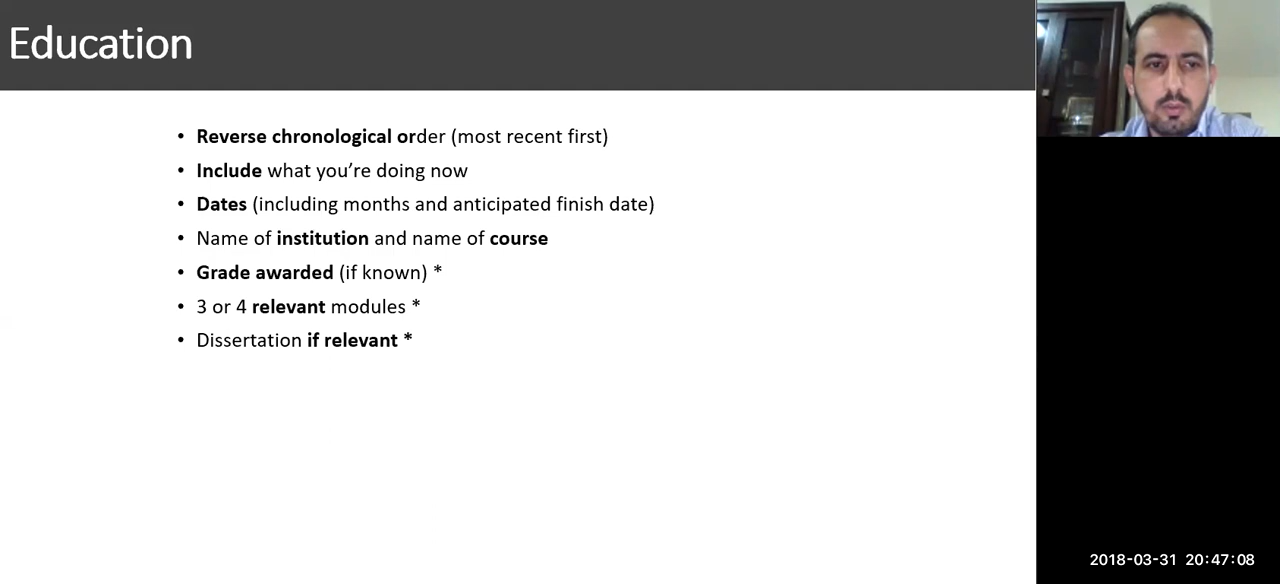 Education
• Reverse chronological order (most recent first)
• Include what you’re doing now
• Dates (including months and anticipated finish date)
• Name of institution and name of course
• Grade awarded (if known) *
• 3 or 4 relevant modules *
• Dissertation if relevant *
2018-03-31 20:47:08